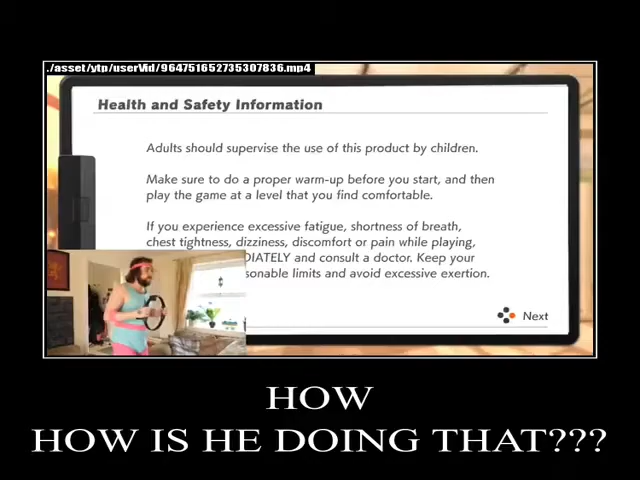 ./asset/ytp/userVid/964751652735307836.mp4
Health and Safety Information
Adults should supervise the use of this product by children.
Make sure to do a proper warm-up before you start, and then
play the game at a level that you find comfortable.
If you experience excessive fatigue, shortness of breath,
chest tightness, dizziness, discomfort or pain while playing,
DIATELY and consult a doctor. Keep your
sonable limits and avoid excessive exertion.
Next
HOW
HOW IS HE DOING THAT???